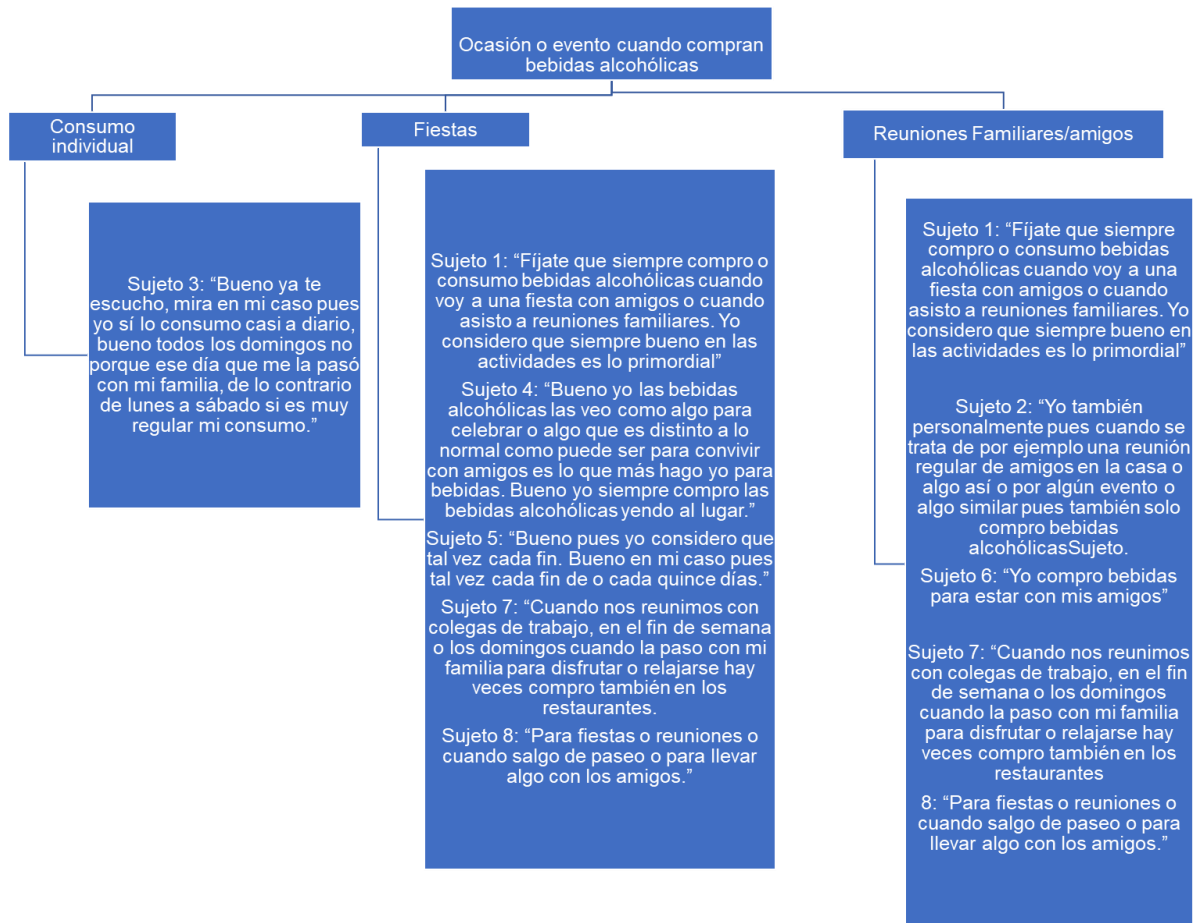 Ocasión o evento cuando compran
bebidas alcohólicas
Consumo
individual
Sujeto 3: “Bueno ya te
escucho, mira en mi caso pues
yo sí lo consumo casi a diario,
bueno todos los domingos no
porque ese día que me la pasó
con mi familia, de lo contrario
de lunes a sábado si es muy
regular mi consumo.”
Fiestas
Sujeto 1: “Fíjate que siempre compro o
consumo bebidas alcohólicas cuando
voy a una fiesta con amigos o cuando
asisto a reuniones familiares. Yo
considero que siempre bueno en las
actividades es lo primordial”
Sujeto 4: “Bueno yo las bebidas
alcohólicas las veo como algo para
celebrar o algo que es distinto a lo
normal como puede ser para convivir
con amigos es lo que más hago yo para
bebidas. Bueno yo siempre compro las
bebidas alcohólicas yendo al lugar.”
Sujeto 5: “Bueno pues yo considero que
tal vez cada fin. Bueno en mi caso pues
tal vez cada fin de o cada quince días.”
Sujeto 7: “Cuando nos reunimos con
colegas de trabajo, en el fin de semana
o los domingos cuando la paso con mi
familia para disfrutar o relajarse hay
veces compro también en los
restaurantes.
Sujeto 8: “Para fiestas o reuniones o
cuando salgo de paseo o para llevar
algo con los amigos.”
Reuniones Familiares/amigos
Sujeto 1: “Fíjate que siempre
compro o consumo bebidas
alcohólicas cuando voy a una
fiesta con amigos o cuando
asisto a reuniones familiares. Yo
considero que siempre bueno en
las actividades es lo primordial”
Sujeto 2: “Yo también
personalmente pues cuando se
trata de por ejemplo una reunión
regular de amigos en la casa o
algo así o por algún evento o
algo similar pues también solo
compro bebidas
alcohólicasSujeto.
Sujeto 6: “Yo compro bebidas
para estar con mis amigos”
Sujeto 7: “Cuando nos reunimos
con colegas de trabajo, en el fin
de semana o los domingos
cuando la paso con mi familia
para disfrutar o relajarse hay
veces compro también en los
restaurantes
8: “Para fiestas o reuniones o
cuando salgo de paseo o para
llevar algo con los amigos.”